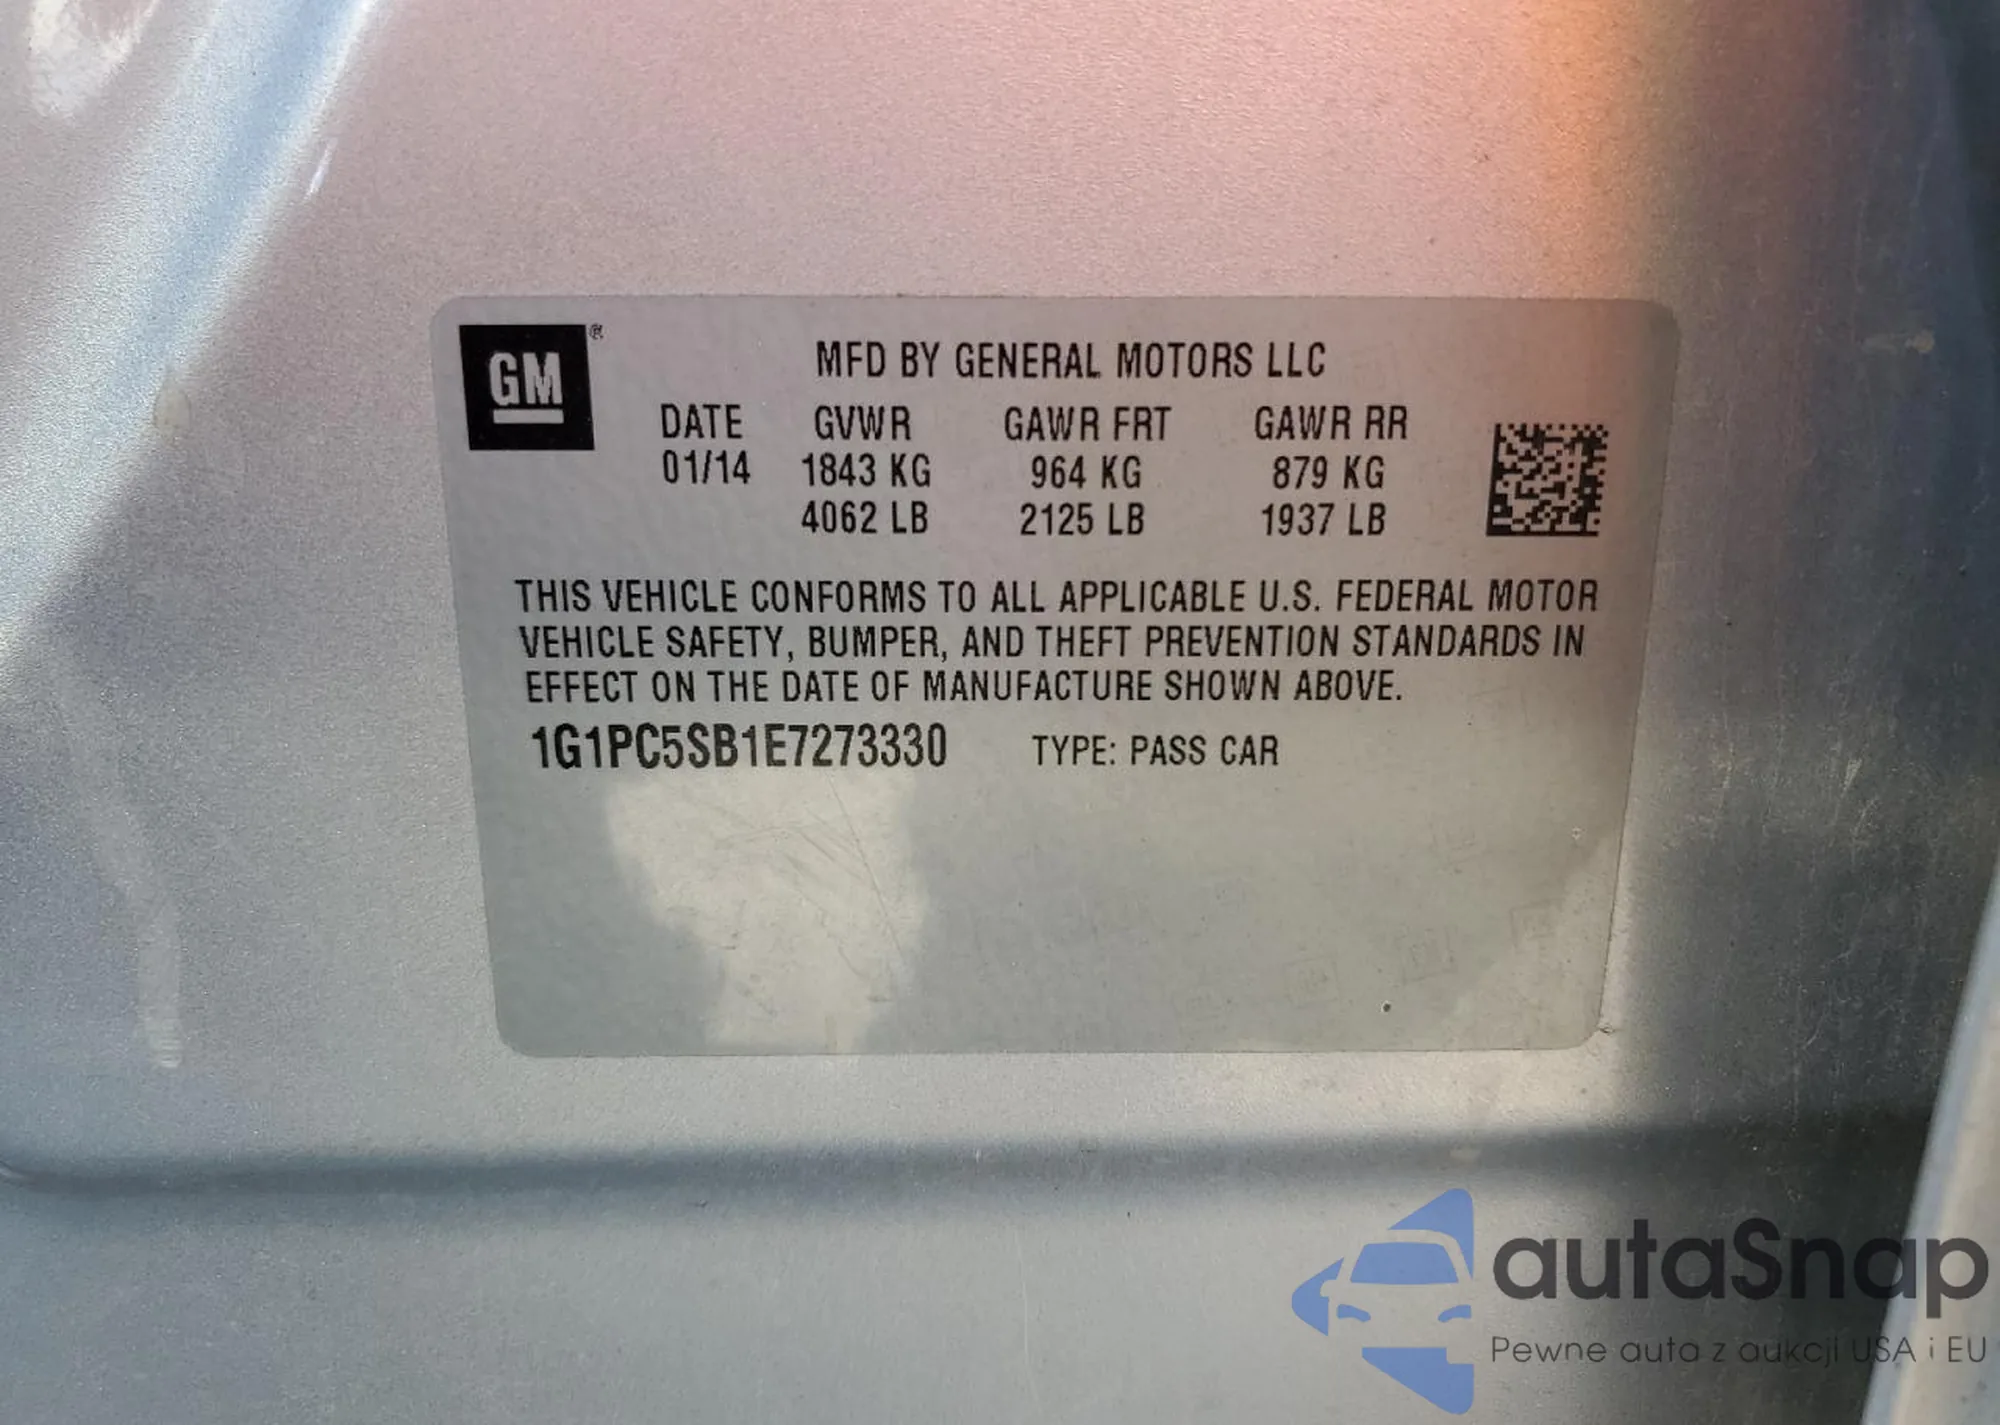 GM®
MFD BY GENERAL MOTORS LLC
DATE GVWR GAWR FRT GAWR RR
01/14 1843 KG 964 KG 879 KG
4062 LB 2125 LB 1937 LB
THIS VEHICLE CONFORMS TO ALL APPLICABLE U.S. FEDERAL MOTOR
VEHICLE SAFETY, BUMPER, AND THEFT PREVENTION STANDARDS IN
EFFECT ON THE DATE OF MANUFACTURE SHOWN ABOVE.
1G1PC5SB1E7273330 TYPE: PASS CAR
autaSnap
Pewne auta z aukcji USA i EU